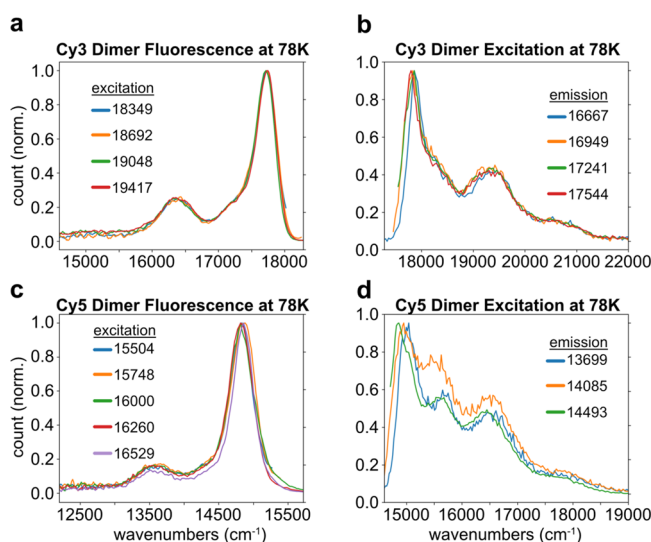 a
Cy3 Dimer Fluorescence at 78K
count (norm.)
1.0
0.8
0.6
0.4
0.2
0.0
excitation
18349
18692
19048
19417
15000 16000 17000 18000
b
Cy3 Dimer Excitation at 78K
1.0
0.8
0.6
0.4
0.2
0.0
emission
16667
16949
17241
17544
18000 19000 20000 21000 22000
c
Cy5 Dimer Fluorescence at 78K
count (norm.)
1.0
0.8
0.6
0.4
0.2
0.0
excitation
15504
15748
16000
16260
16529
12500 13500 14500 15500
wavenumbers (cm⁻¹)
d
Cy5 Dimer Excitation at 78K
1.0
0.8
0.6
0.4
0.2
0.0
emission
13699
14085
14493
15000 16000 17000 18000 19000
wavenumbers (cm⁻¹)